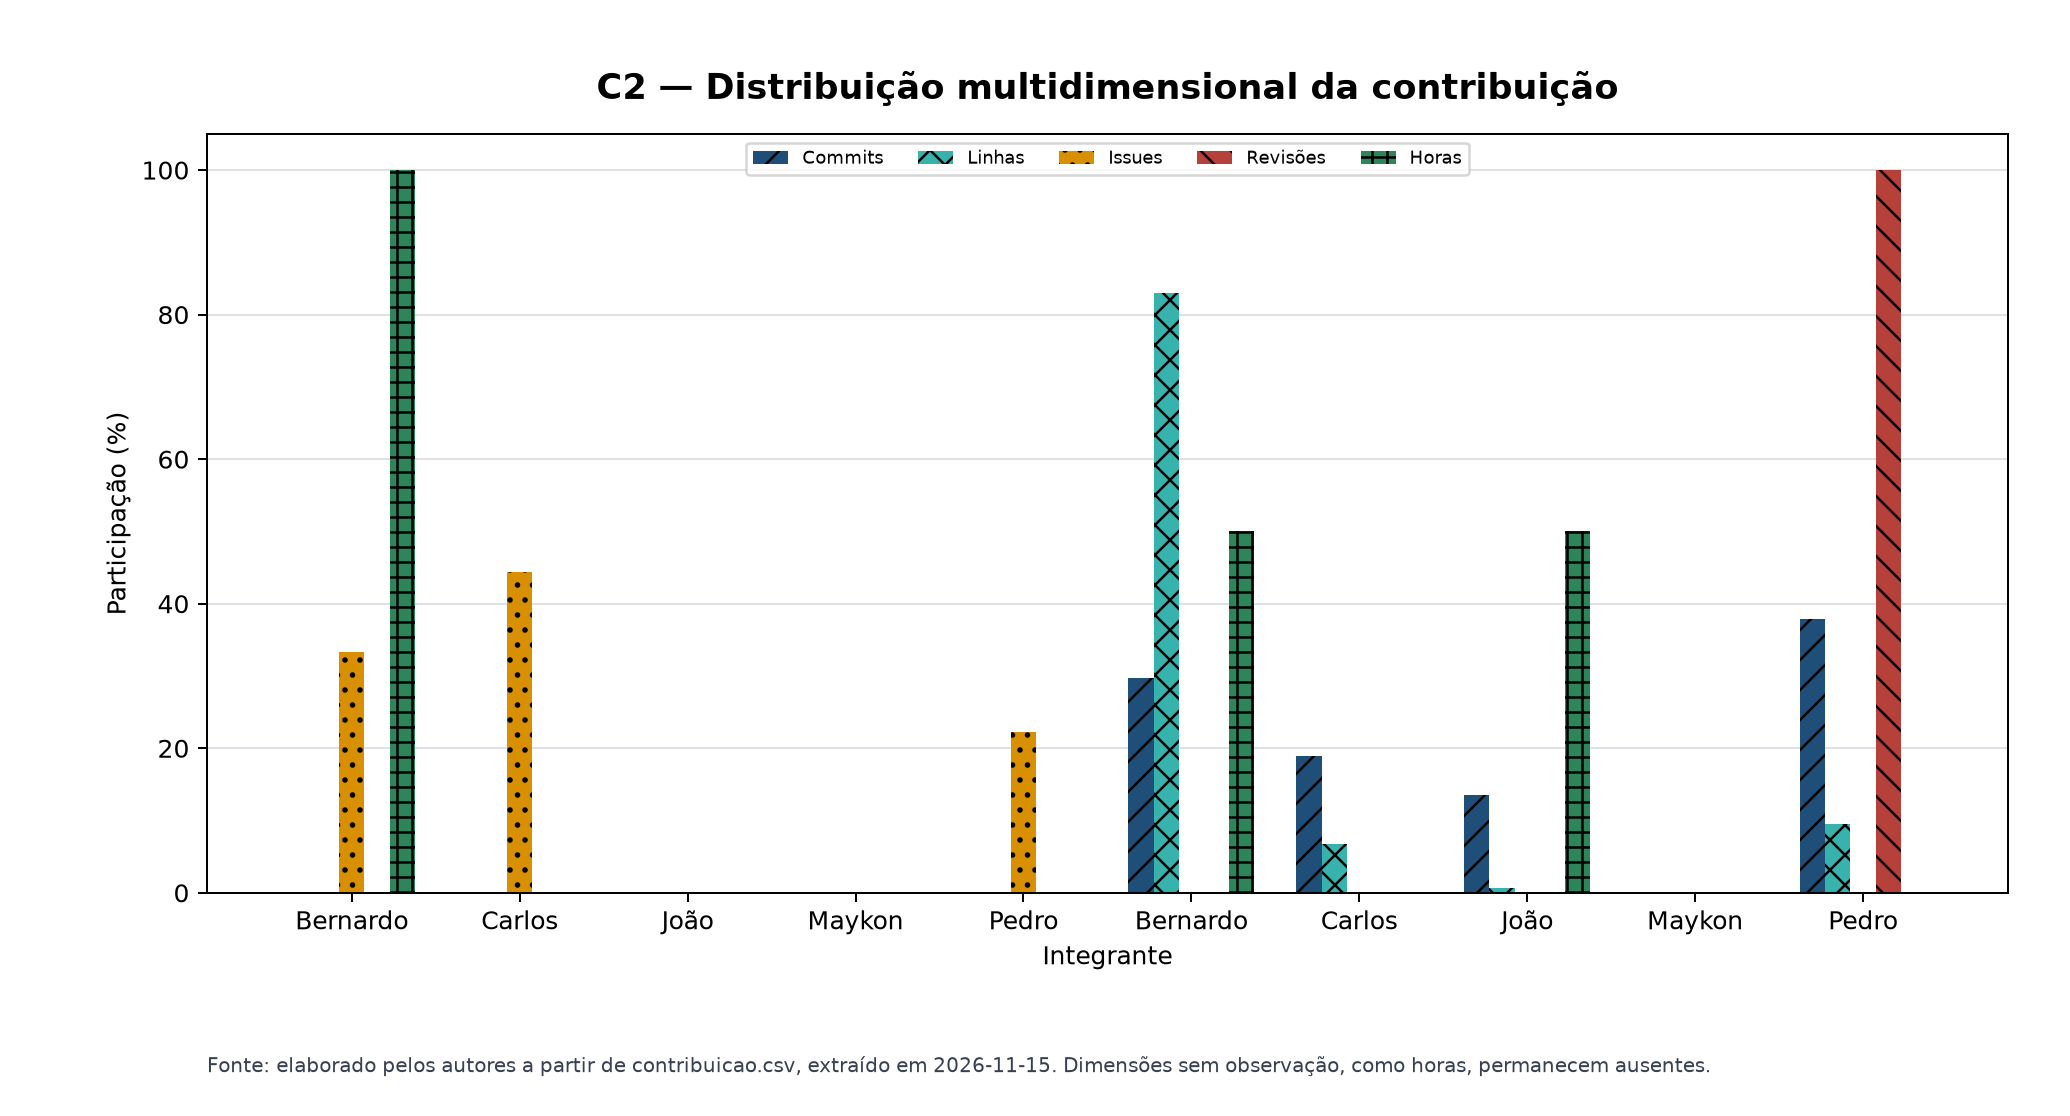 C2 — Distribuição multidimensional da contribuição
Commits Linhas Issues Revisões Horas
Participação (%)
100
80
60
40
20
0
Bernardo Carlos João Maykon Pedro Bernardo Carlos João Maykon Pedro
Integrante
Fonte: elaborado pelos autores a partir de contribuicao.csv, extraído em 2026-11-15. Dimensões sem observação, como horas, permanecem ausentes.